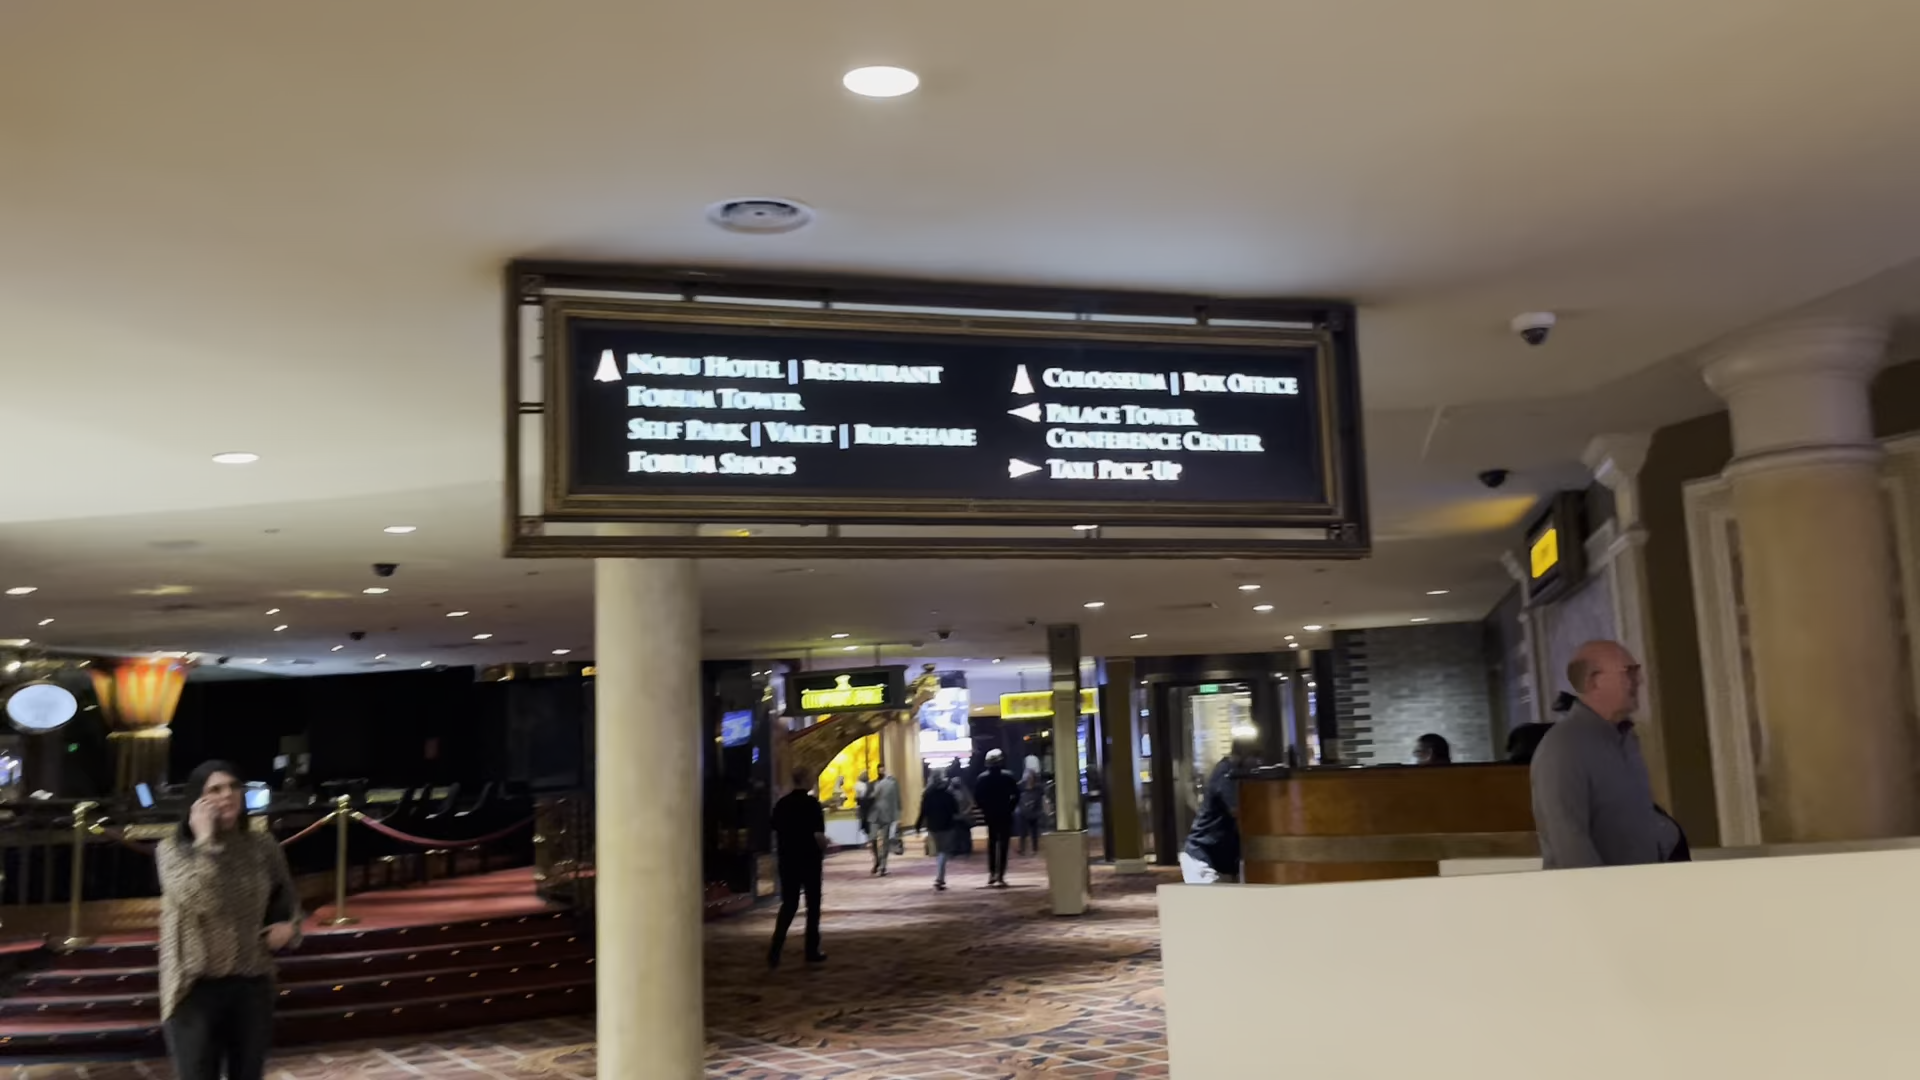 NOBU HOTEL | RESTAURANT
FORUM TOWER
SELF PARK | VALET | RIDESHARE
FORUM SHOPS
COLOSSEUM | BOX OFFICE
PALACE TOWER
CONFERENCE CENTER
TAXI PICK-UP